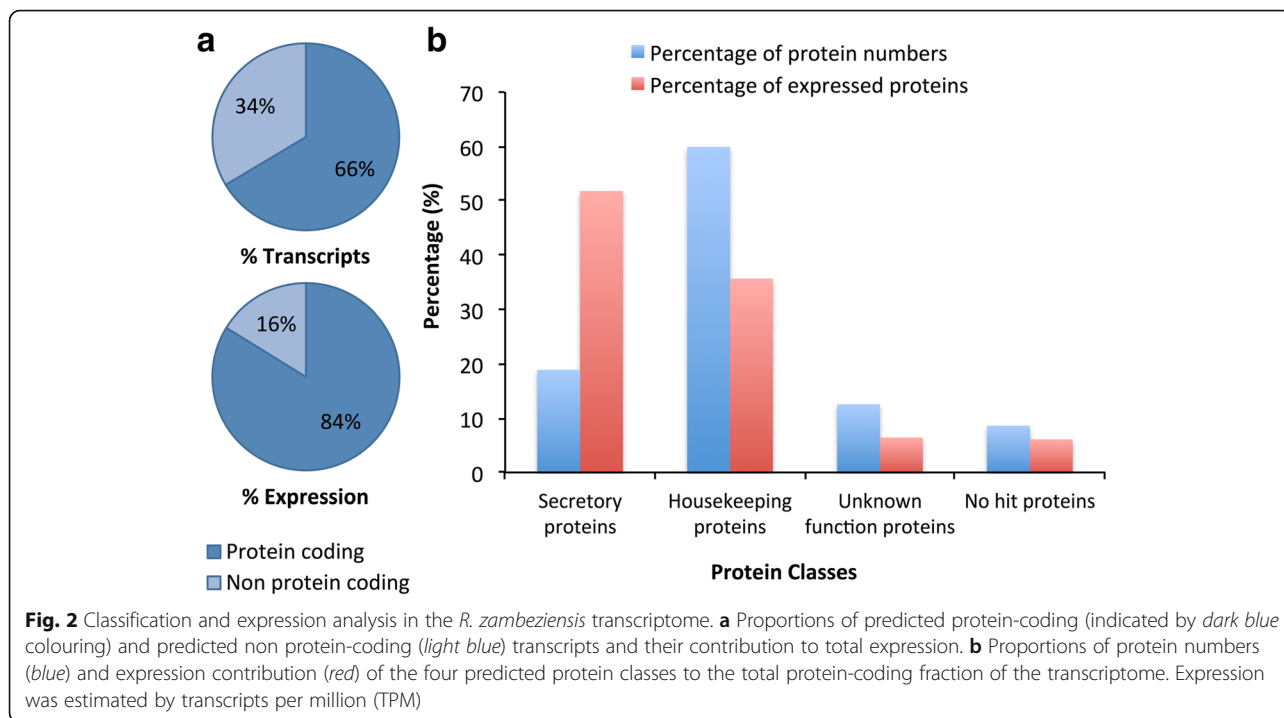 a
34%
66%
% Transcripts
16%
84%
% Expression
Protein coding
Non protein coding
b
Percentage of protein numbers
Percentage of expressed proteins
Percentage (%)
70
60
50
40
30
20
10
0
Secretory proteins
Housekeeping proteins
Unknown function proteins
No hit proteins
Protein Classes
Fig. 2 Classification and expression analysis in the R. zambeziensis transcriptome. a Proportions of predicted protein-coding (indicated by dark blue
colouring) and predicted non protein-coding (light blue) transcripts and their contribution to total expression. b Proportions of protein numbers
(blue) and expression contribution (red) of the four predicted protein classes to the total protein-coding fraction of the transcriptome. Expression
was estimated by transcripts per million (TPM)